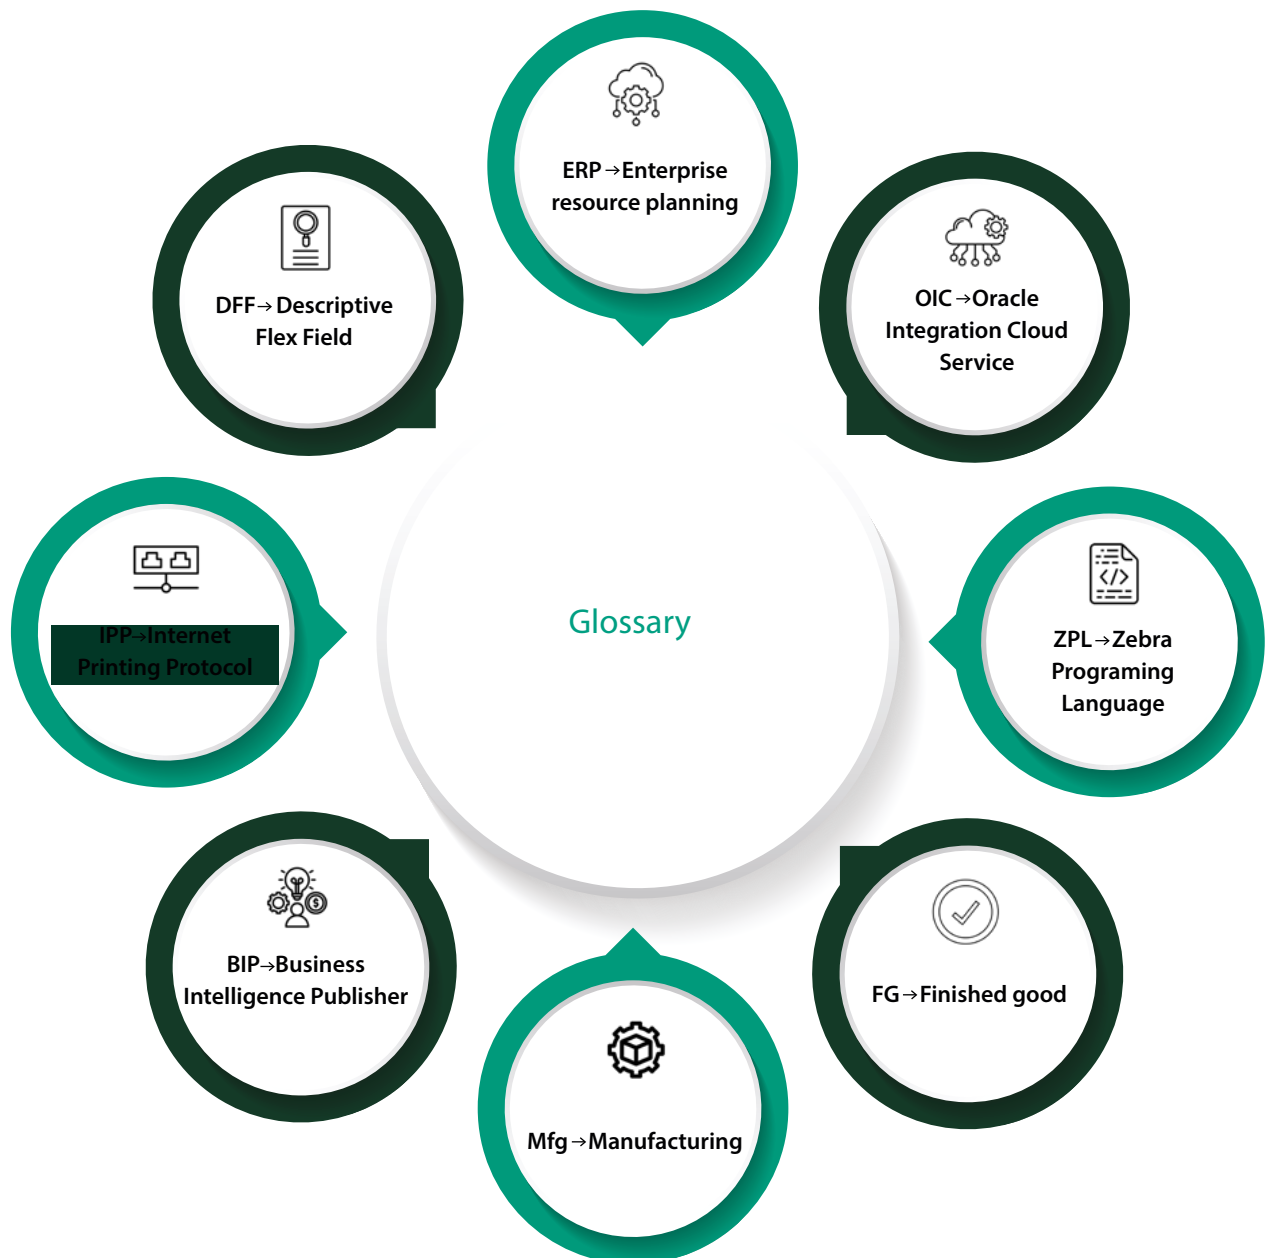 ERP→Enterprise
resource planning
DFF→Descriptive
Flex Field
OIC→Oracle
Integration Cloud
Service
IPP→Internet
Printing Protocol
Glossary
ZPL→Zebra
Programing
Language
BIP→Business
Intelligence Publisher
FG→Finished good
Mfg→Manufacturing